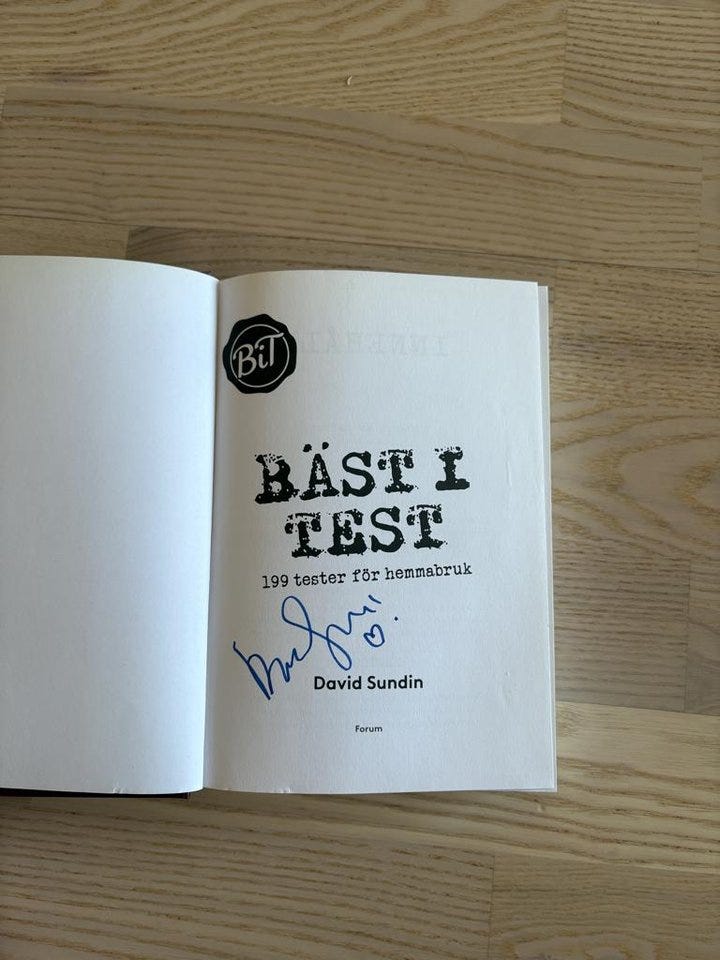 BiT
BÄST I
TEST
199 tester för hemmabruk
David Sundin
Forum